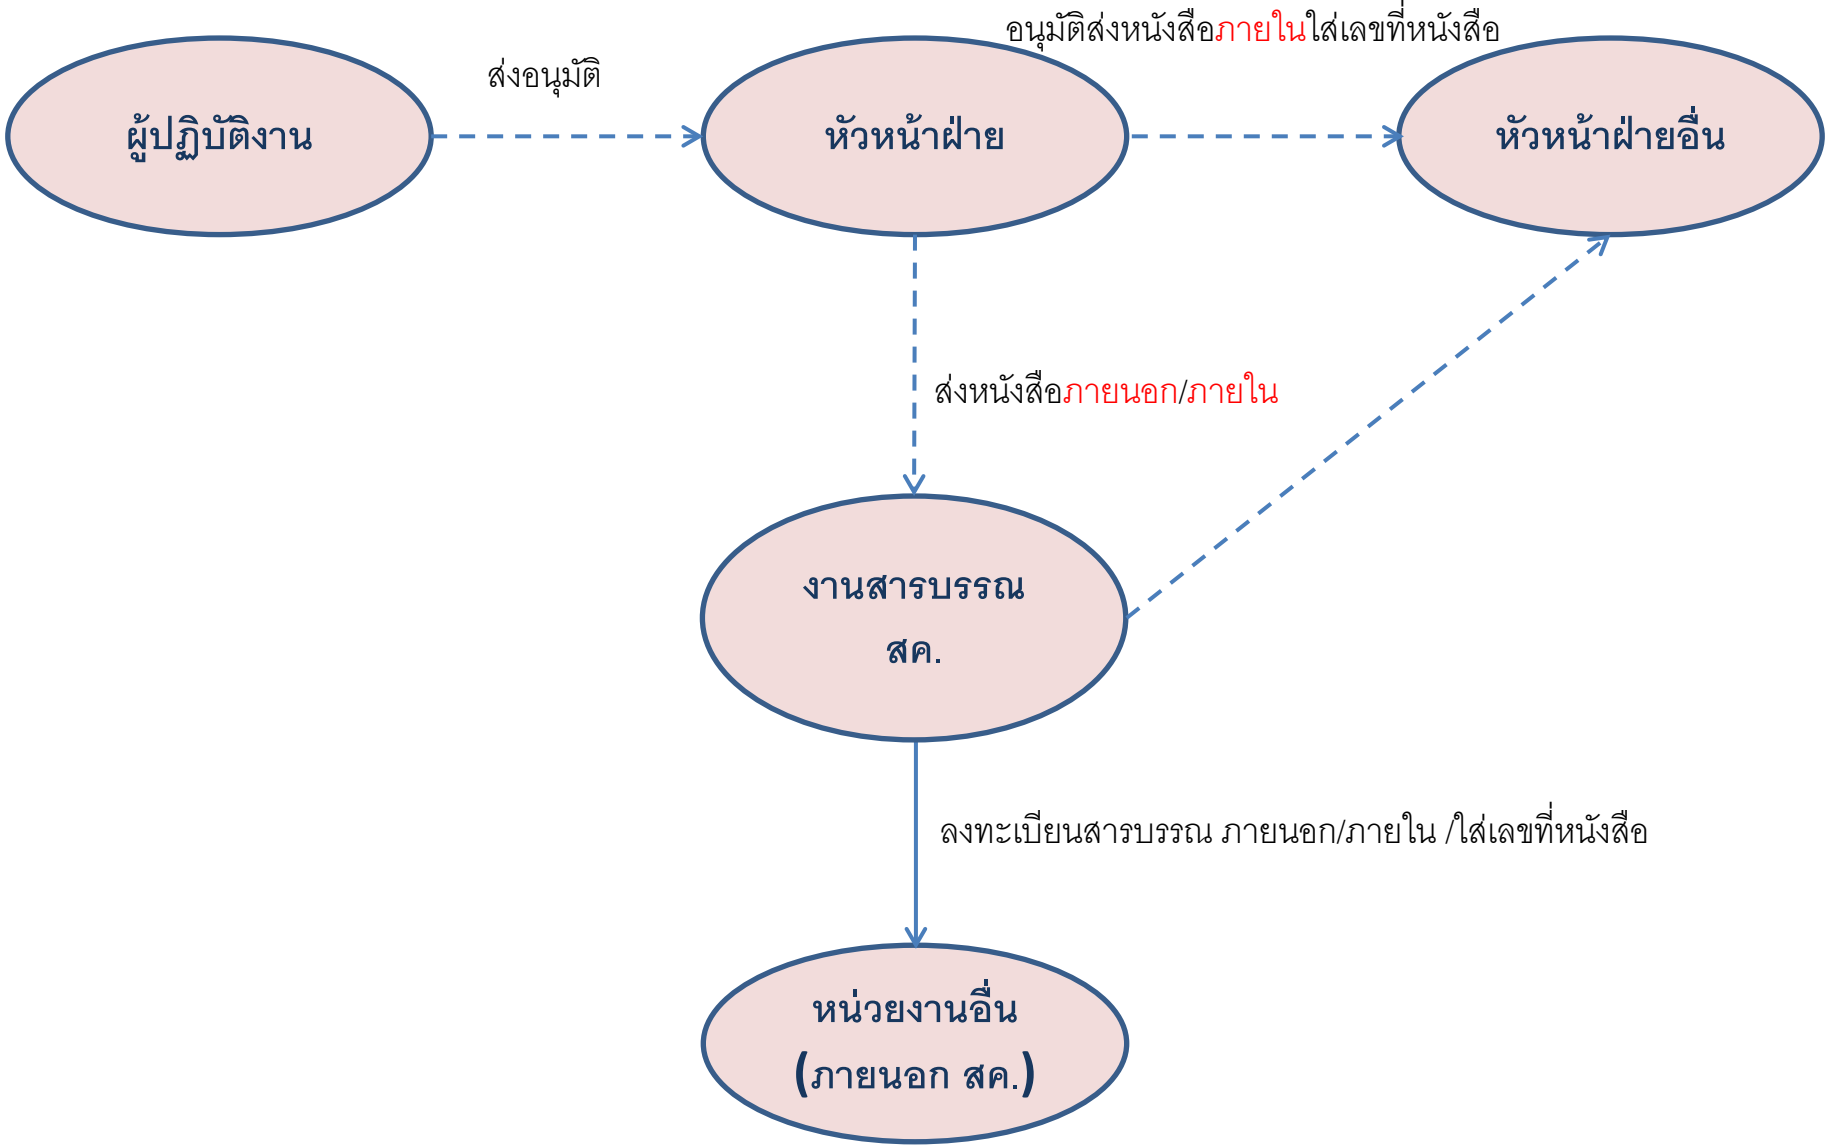 อนุมัติส่งหนังสือภายในใส่เลขที่หนังสือ
ส่งอนุมัติ
ผู้ปฏิบัติงาน
หัวหน้าฝ่าย
หัวหน้าฝ่ายอื่น
ส่งหนังสือภายนอก/ภายใน
งานสารบรรณ
สค.
ลงทะเบียนสารบรรณ ภายนอก/ภายใน /ใส่เลขที่หนังสือ
หน่วยงานอื่น
(ภายนอก สค.)